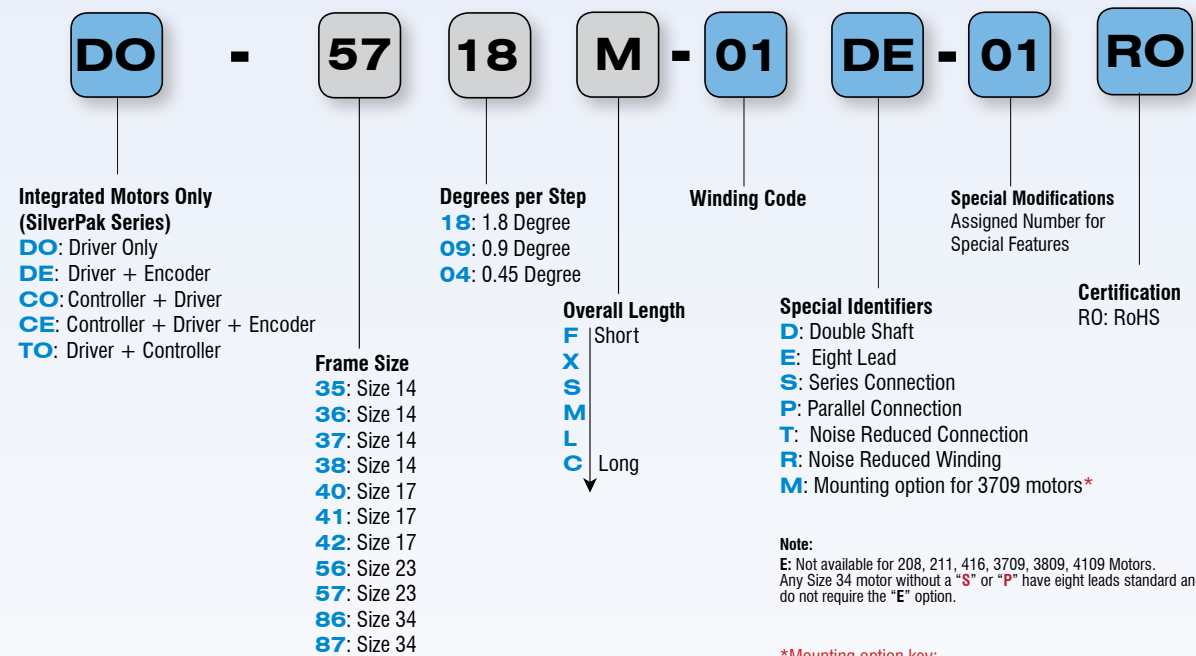 DO - 57 18 M - 01 DE - 01 RO
Integrated Motors Only
(SilverPak Series)
DO: Driver Only
DE: Driver + Encoder
CO: Controller + Driver
CE: Controller + Driver + Encoder
TO: Driver + Controller
Frame Size
35: Size 14
36: Size 14
37: Size 14
38: Size 14
40: Size 17
41: Size 17
42: Size 17
56: Size 23
57: Size 23
86: Size 34
87: Size 34
Degrees per Step
18: 1.8 Degree
09: 0.9 Degree
04: 0.45 Degree
Overall Length
F Short
X
S
M
L
C Long
Winding Code
Special Identifiers
D: Double Shaft
E: Eight Lead
S: Series Connection
P: Parallel Connection
T: Noise Reduced Connection
R: Noise Reduced Winding
M: Mounting option for 3709 motors*
Note:
E: Not available for 208, 211, 416, 3709, 3809, 4109 Motors.
Any Size 34 motor without a "S" or "P" have eight leads standard an
do not require the "E" option.
*Mounting option key:
Special Modifications
Assigned Number for
Special Features
Certification
RO: RoHS